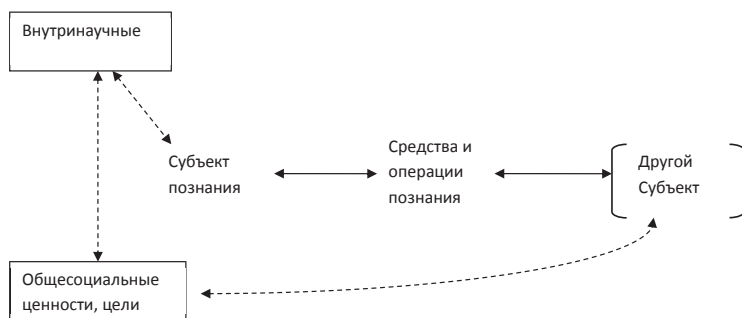 Внутринаучные
Субъект
познания
Средства и
операции
познания
Другой
Субъект
Общесоциальные
ценности, цели